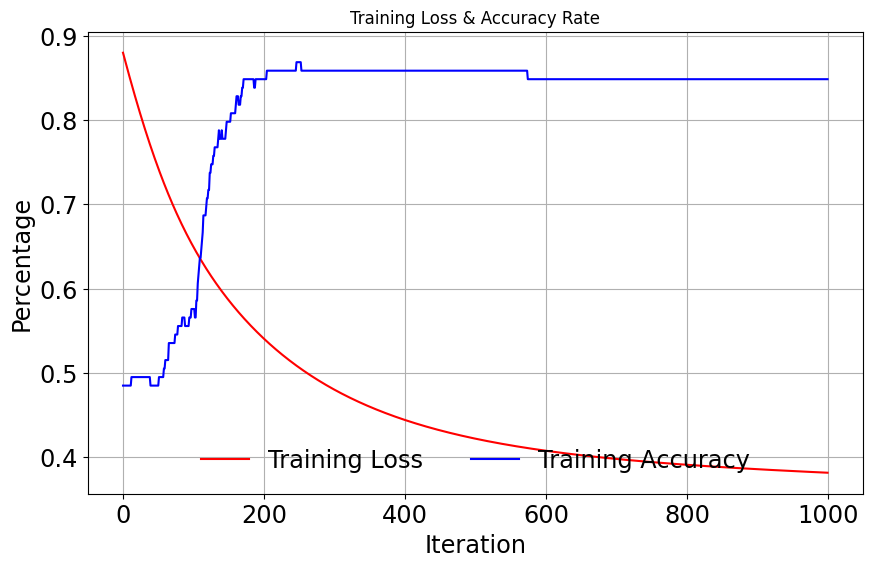 Training Loss & Accuracy Rate
0.9
0.8
0.7
0.6
0.5
0.4
Percentage
Training Loss
Training Accuracy
0
200
400
600
800
1000
Iteration